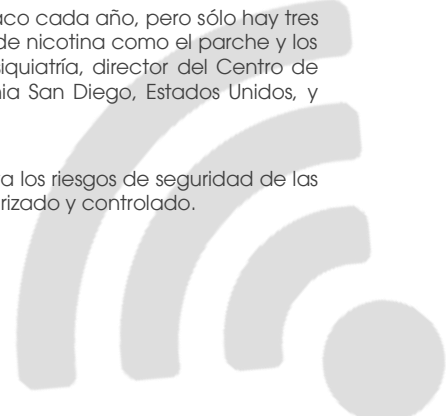 aco cada año, pero sólo hay tres
de nicotina como el parche y los
siquiatría, director del Centro de
nia San Diego, Estados Unidos, y
a los riesgos de seguridad de las
rizado y controlado.